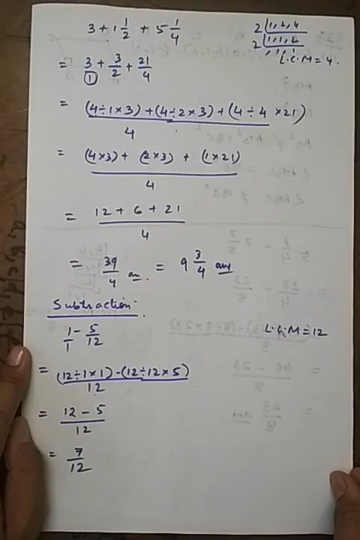 3 + 1 1/2 + 5 1/4
2 | 1, 2, 4
2 | 1, 1, 2
1, 1, 1
L.C.M = 4.
= 3/1 + 3/2 + 21/4
= (4÷1×3)+(4÷2×3)+(4÷4×21) / 4
= (4×3) + (2×3) + (1×21) / 4
= 12 + 6 + 21 / 4
= 39/4 ans = 9 3/4 ans
Subtraction:
1/1 - 5/12
L.C.M = 12
= (12÷1×1)-(12÷12×5) / 12
= 12 - 5 / 12
= 7/12